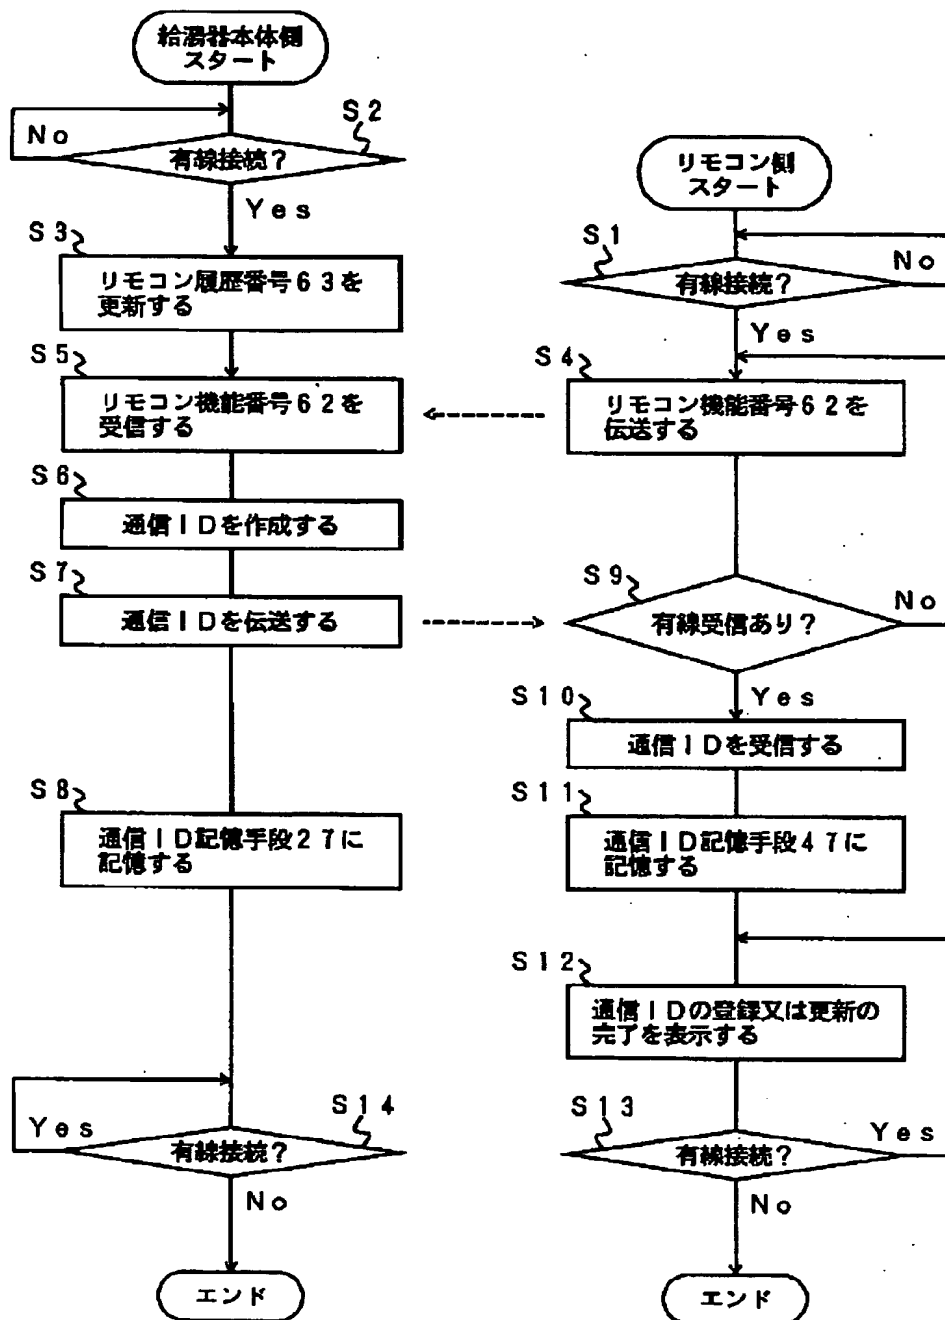 給湯器本体側
スタート
S2
No
有線接続?
Yes
S3
リモコン履歴番号63を
更新する
S5
リモコン機能番号62を
受信する
S6
通信IDを作成する
S7
通信IDを伝送する
S8
通信ID記憶手段27に
記憶する
S14
Yes
有線接続?
No
エンド
リモコン側
スタート
S1
No
有線接続?
Yes
S4
リモコン機能番号62を
伝送する
S9
No
有線受信あり?
Yes
S10
通信IDを受信する
S11
通信ID記憶手段47に
記憶する
S12
通信IDの登録又は更新の
完了を表示する
S13
Yes
有線接続?
No
エンド